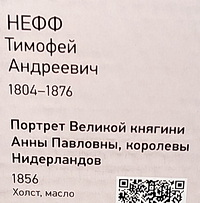 НЕФФ
Тимофей
Андреевич
1804–1876
Портрет Великой княгини
Анны Павловны, королевы
Нидерландов
1856
Холст, масло